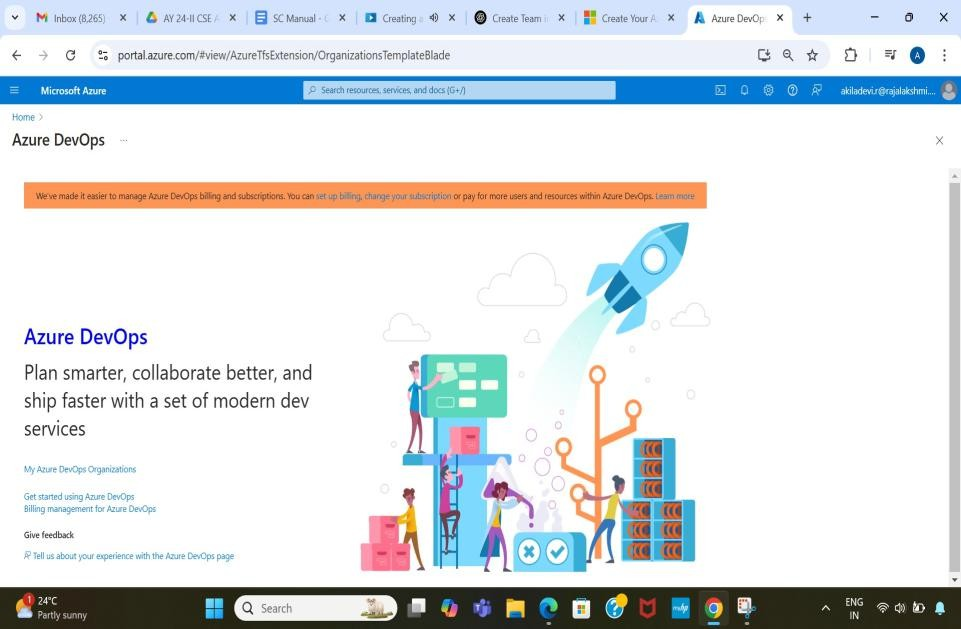 Inbox (8,265)
AY 24-II CSE A
SC Manual - G
Creating a
Create Team i
Create Your A
Azure DevOp
portal.azure.com/#view/AzureTfsExtension/OrganizationsTemplateBlade
A
Microsoft Azure
Search resources, services, and docs (G+/)
akiladevi.r@rajalakshmi....
Home >
Azure DevOps ...
We've made it easier to manage Azure DevOps billing and subscriptions. You can set up billing, change your subscription or pay for more users and resources within Azure DevOps. Learn more
Azure DevOps
Plan smarter, collaborate better, and
ship faster with a set of modern dev
services
My Azure DevOps Organizations
Get started using Azure DevOps
Billing management for Azure DevOps
Give feedback
Tell us about your experience with the Azure DevOps page
1
24°C
Partly sunny
Search
myhp
ENG
IN